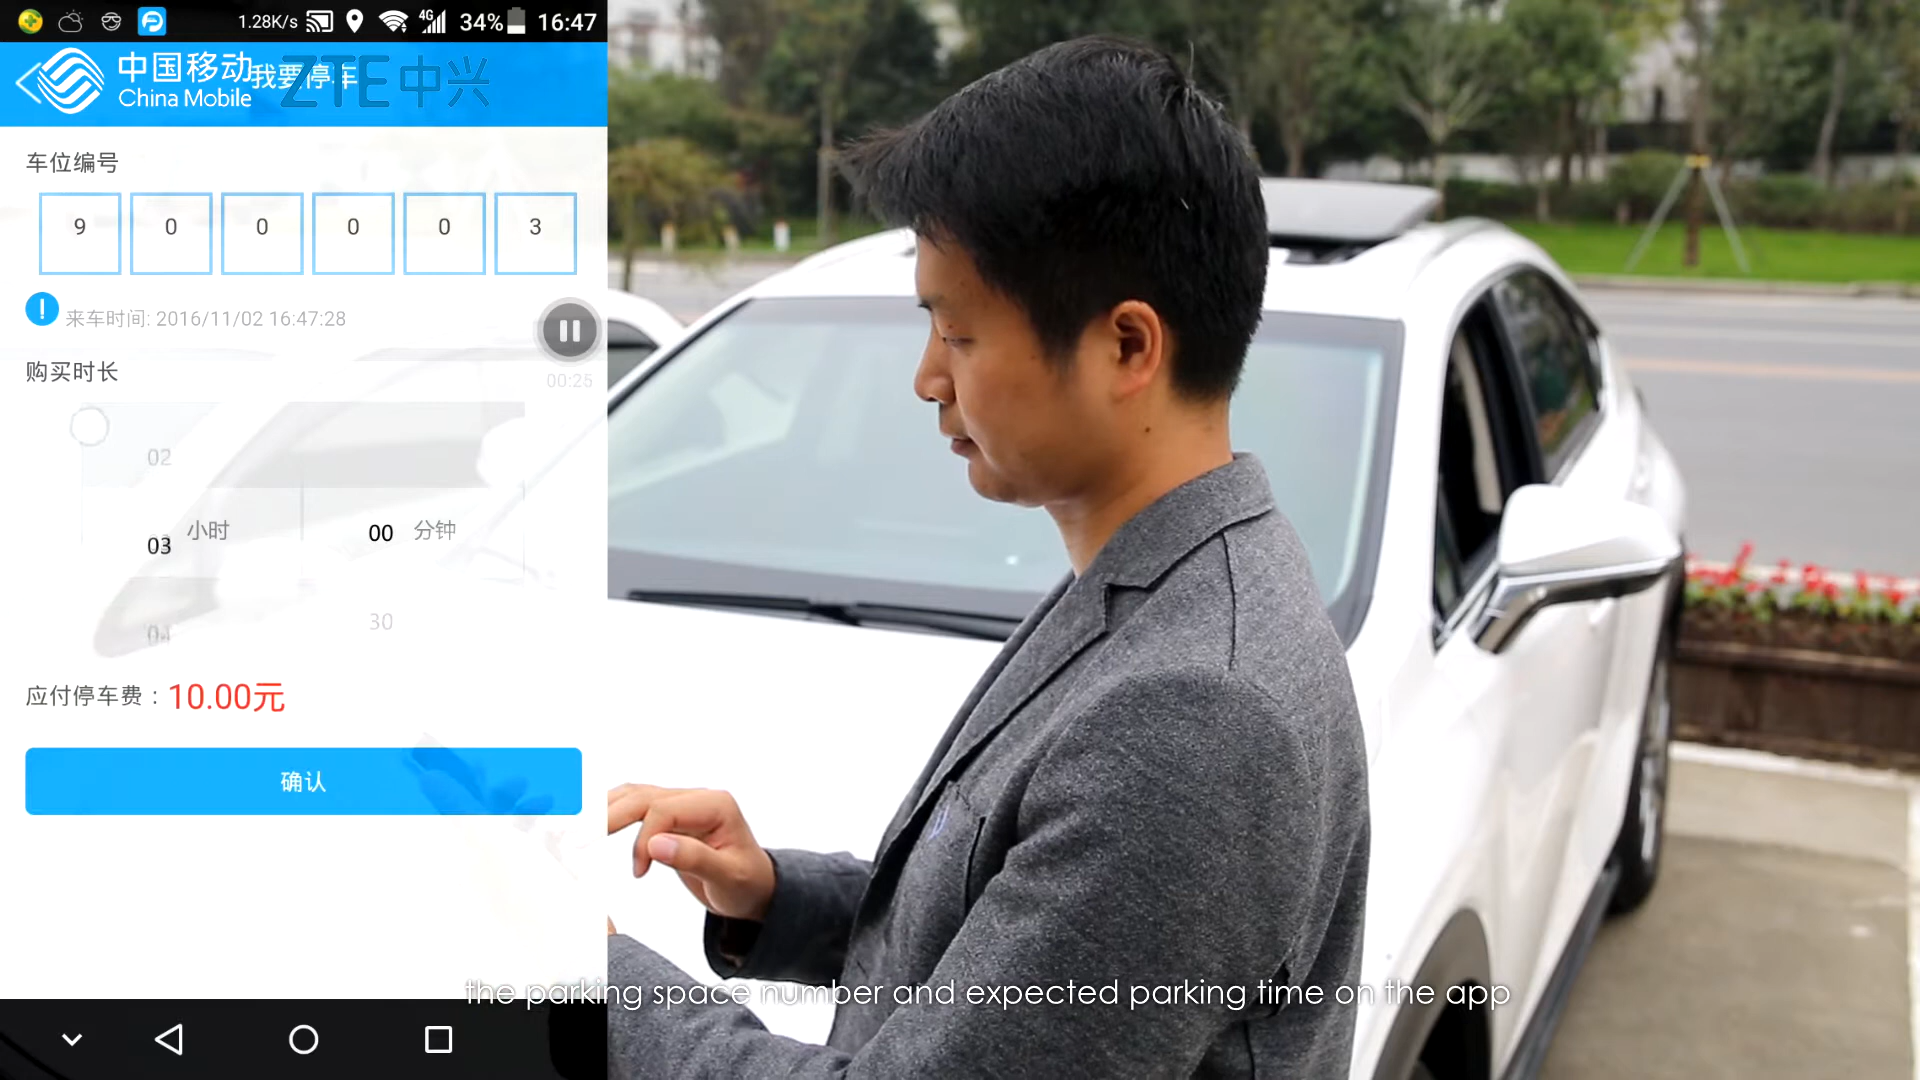 1.28K/s 4G 34% 16:47
中国移动 我要停车 ZTE中兴
China Mobile
车位编号
9 0 0 0 0 3
! 来车时间: 2016/11/02 16:47:28
购买时长
00:25
02
03 小时 00 分钟
04 30
应付停车费：10.00元
确认
the parking space number and expected parking time on the app